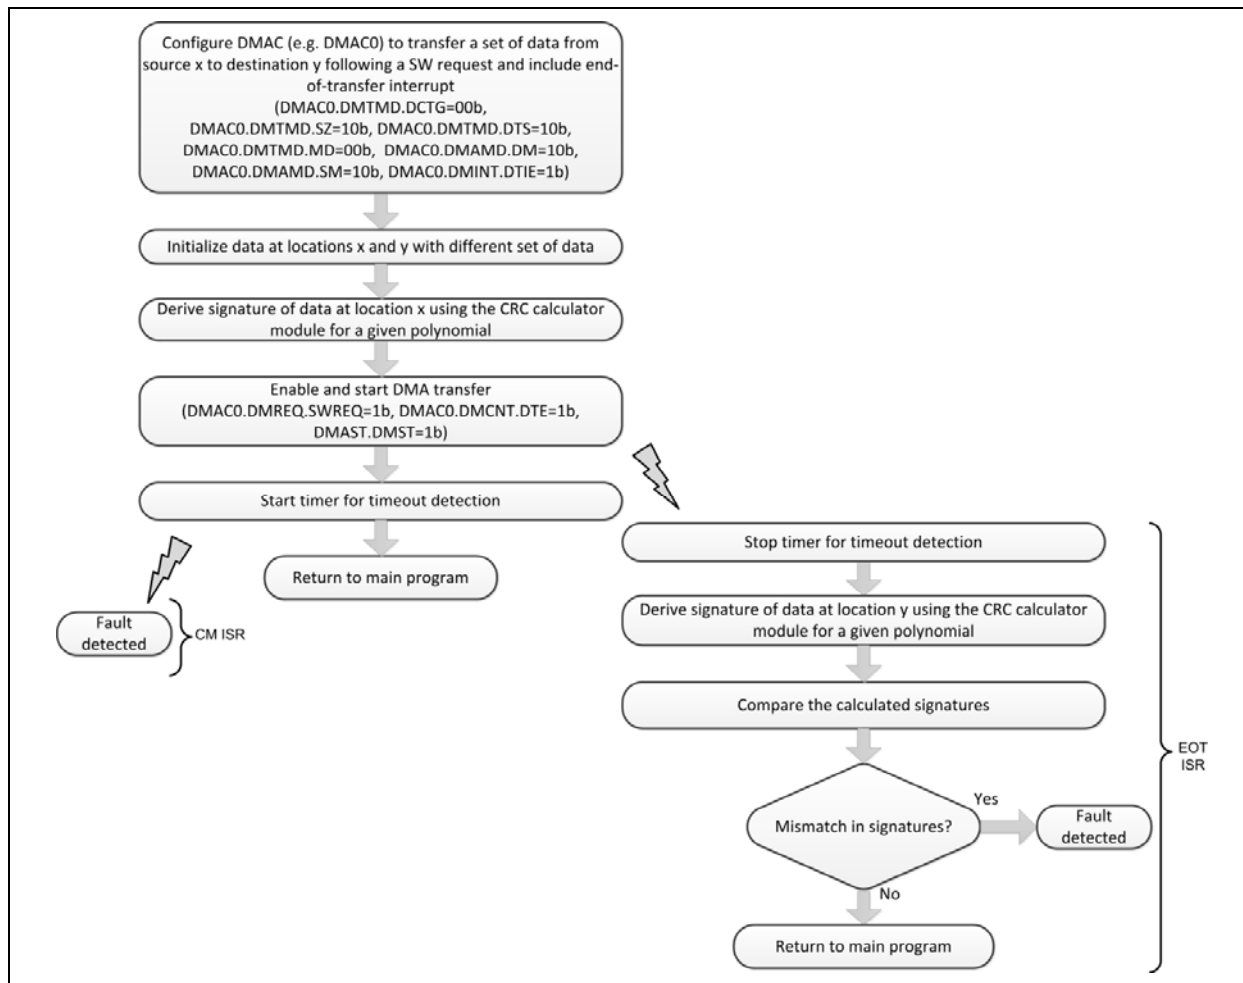 Configure DMAC (e.g. DMAC0) to transfer a set of data from
source x to destination y following a SW request and include end-
of-transfer interrupt
(DMAC0.DMTMD.DCTG=00b,
DMAC0.DMTMD.SZ=10b, DMAC0.DMTMD.DTS=10b,
DMAC0.DMTMD.MD=00b, DMAC0.DMAMD.DM=10b,
DMAC0.DMAMD.SM=10b, DMAC0.DMINT.DTIE=1b)
Initialize data at locations x and y with different set of data
Derive signature of data at location x using the CRC calculator
module for a given polynomial
Enable and start DMA transfer
(DMAC0.DMREQ.SWREQ=1b, DMAC0.DMCNT.DTE=1b,
DMAST.DMST=1b)
Start timer for timeout detection
Return to main program
Fault
detected
CM ISR
Stop timer for timeout detection
Derive signature of data at location y using the CRC calculator
module for a given polynomial
Compare the calculated signatures
Mismatch in signatures?
Yes
Fault
detected
No
Return to main program
EOT
ISR